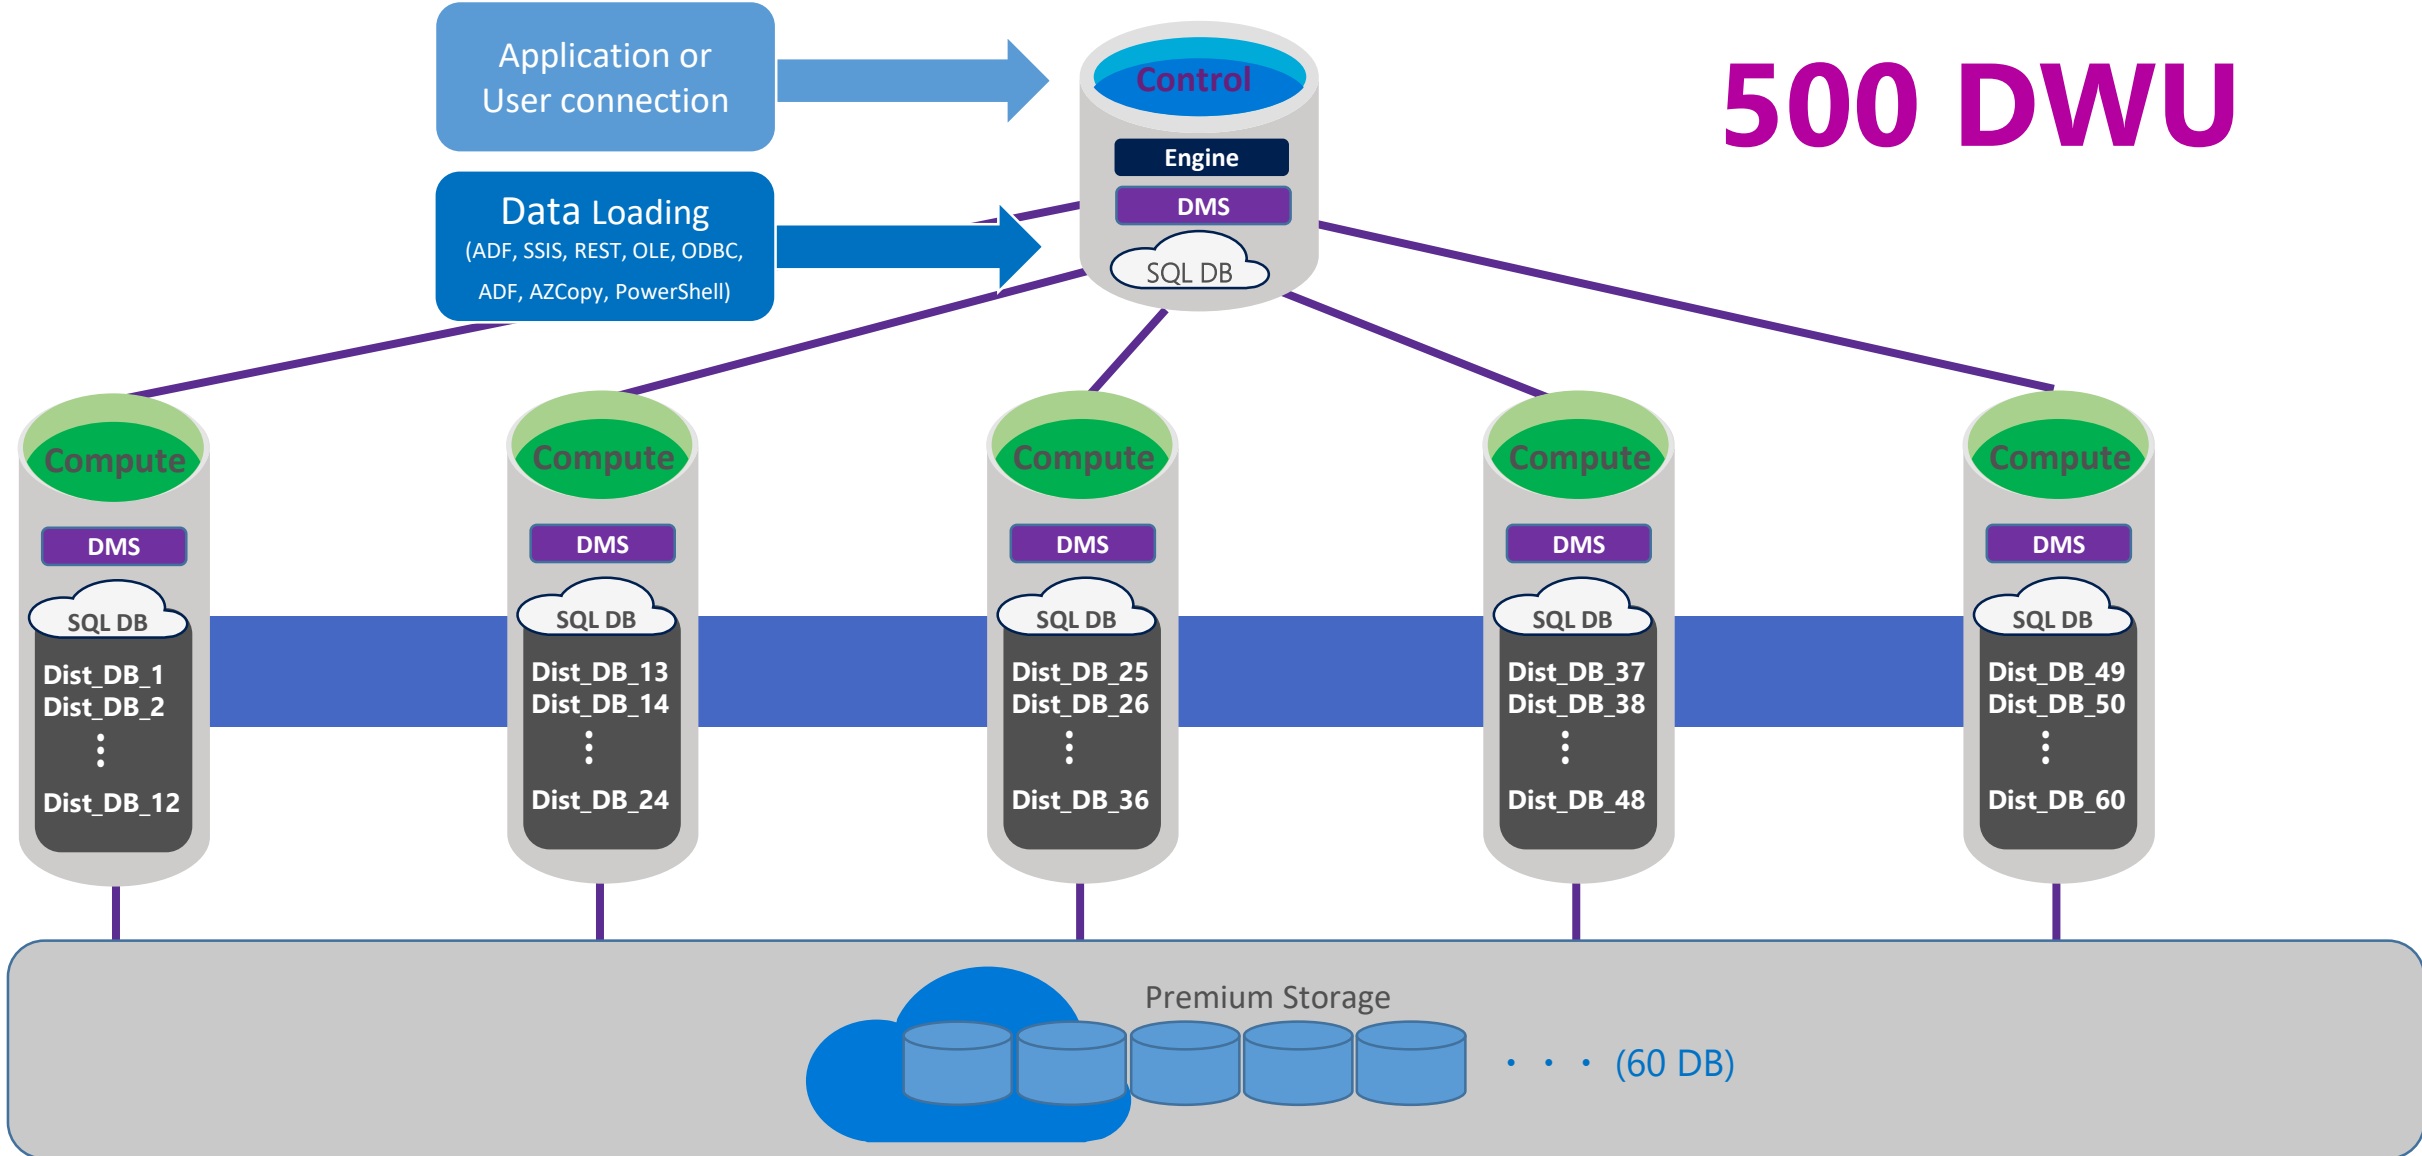 Application or
User connection
Control
500 DWU
Engine
DMS
SQL DB
Data Loading
(ADF, SSIS, REST, OLE, ODBC,
ADF, AZCopy, PowerShell)
Compute
DMS
SQL DB
Dist_DB_1
Dist_DB_2
⋮
Dist_DB_12
Compute
DMS
SQL DB
Dist_DB_13
Dist_DB_14
⋮
Dist_DB_24
Compute
DMS
SQL DB
Dist_DB_25
Dist_DB_26
⋮
Dist_DB_36
Compute
DMS
SQL DB
Dist_DB_37
Dist_DB_38
⋮
Dist_DB_48
Compute
DMS
SQL DB
Dist_DB_49
Dist_DB_50
⋮
Dist_DB_60
Premium Storage
・・・ (60 DB)